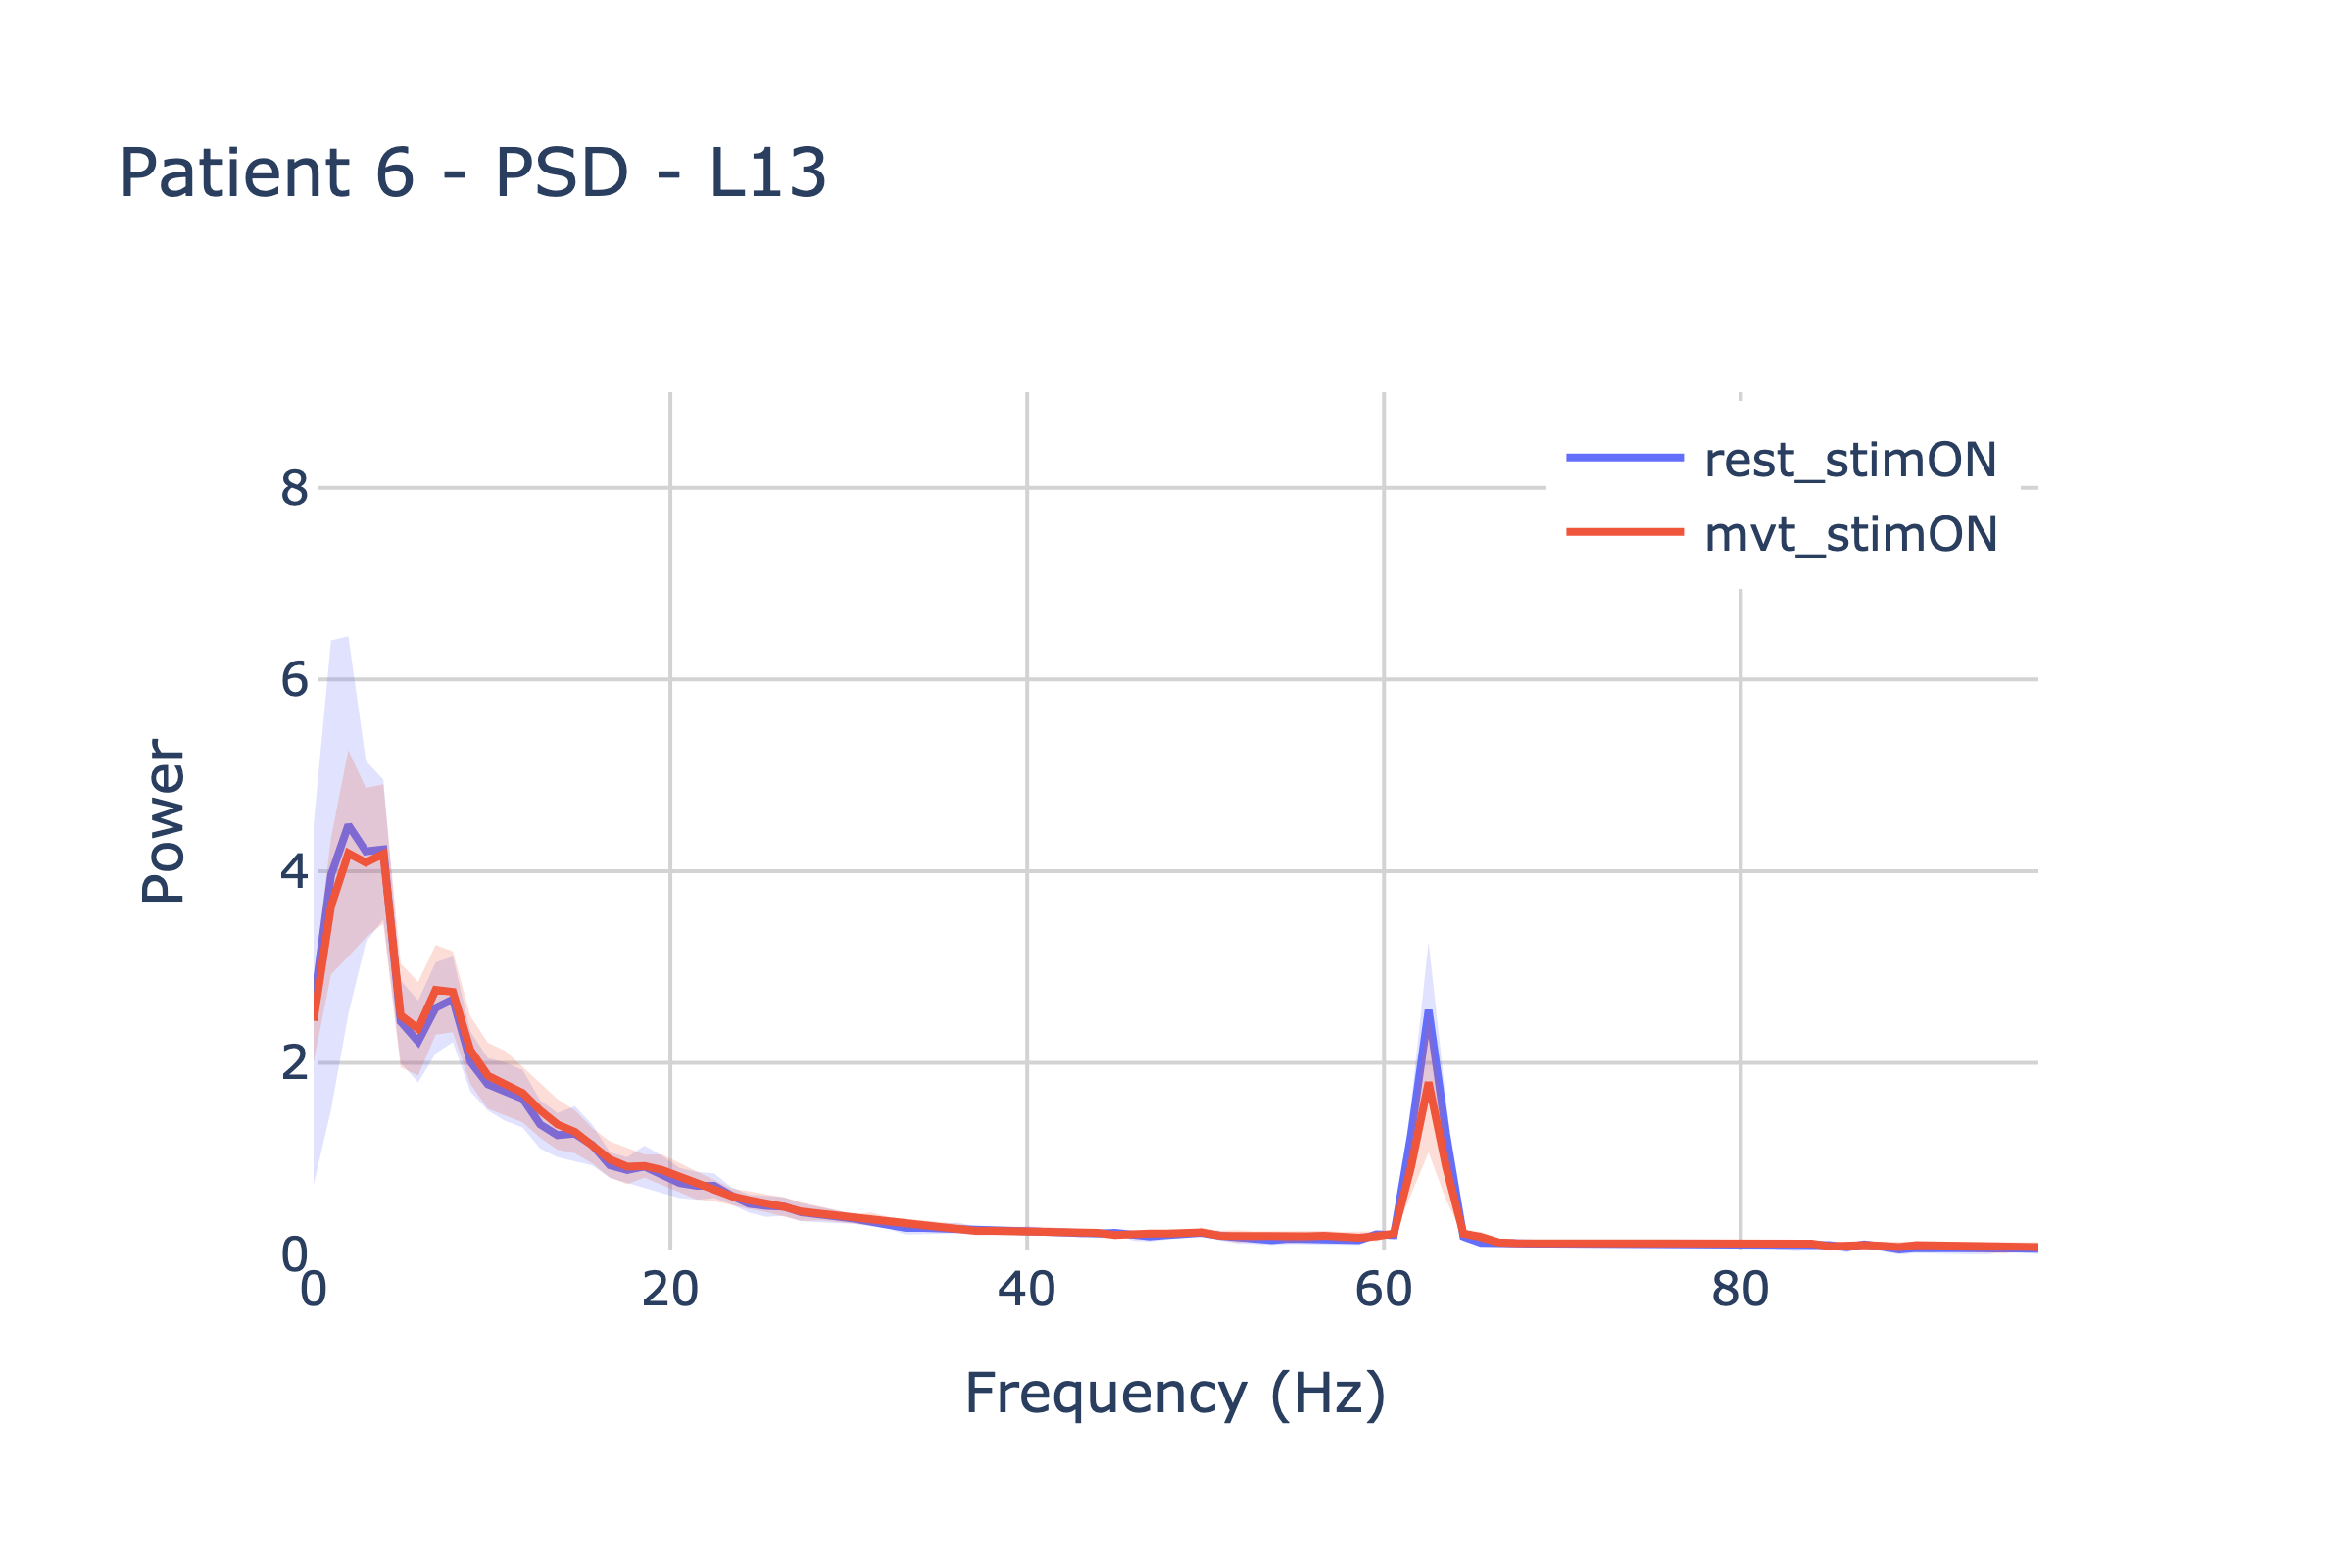 Patient 6 - PSD - L13
rest_stimON
mvt_stimON
8
6
4
2
0
Power
0 20 40 60 80
Frequency (Hz)